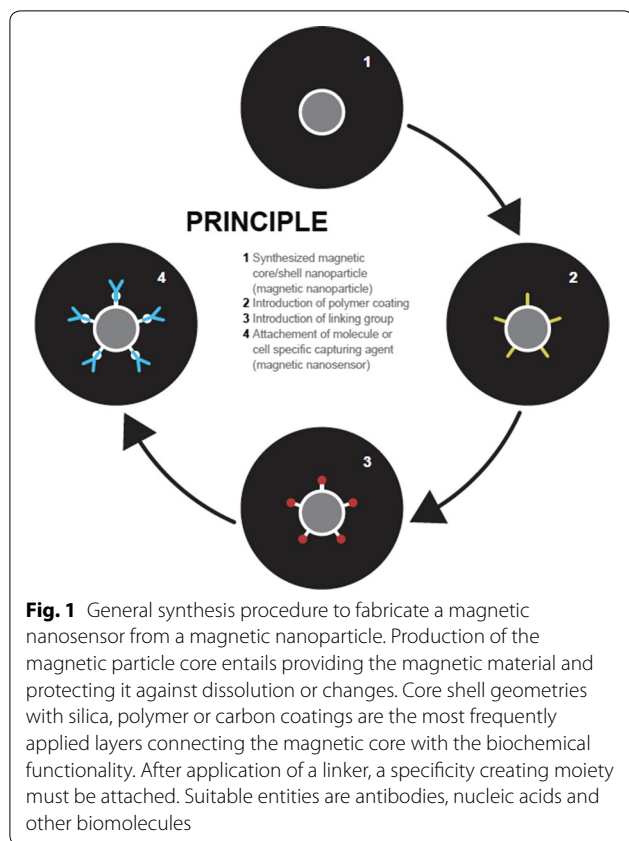 1
PRINCIPLE
1 Synthesized magnetic
core/shell nanoparticle
(magnetic nanoparticle)
2 Introduction of polymer coating
3 Introduction of linking group
4 Attachement of molecule or
cell specific capturing agent
(magnetic nanosensor)
4
2
3
Fig. 1 General synthesis procedure to fabricate a magnetic
nanosensor from a magnetic nanoparticle. Production of the
magnetic particle core entails providing the magnetic material and
protecting it against dissolution or changes. Core shell geometries
with silica, polymer or carbon coatings are the most frequently
applied layers connecting the magnetic core with the biochemical
functionality. After application of a linker, a specificity creating moiety
must be attached. Suitable entities are antibodies, nucleic acids and
other biomolecules